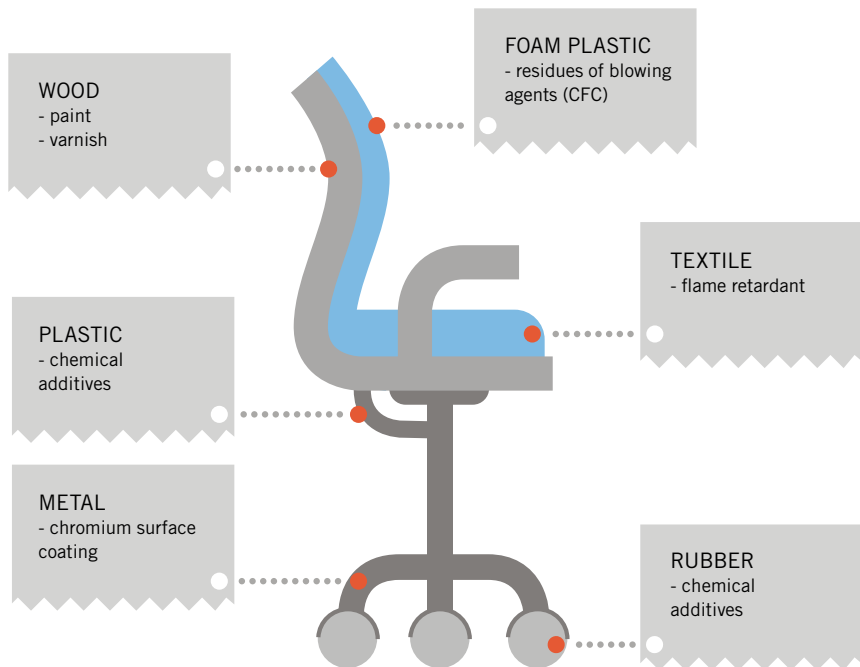 FOAM PLASTIC
- residues of blowing
agents (CFC)
WOOD
- paint
- varnish
TEXTILE
- flame retardant
PLASTIC
- chemical
additives
METAL
- chromium surface
coating
RUBBER
- chemical
additives